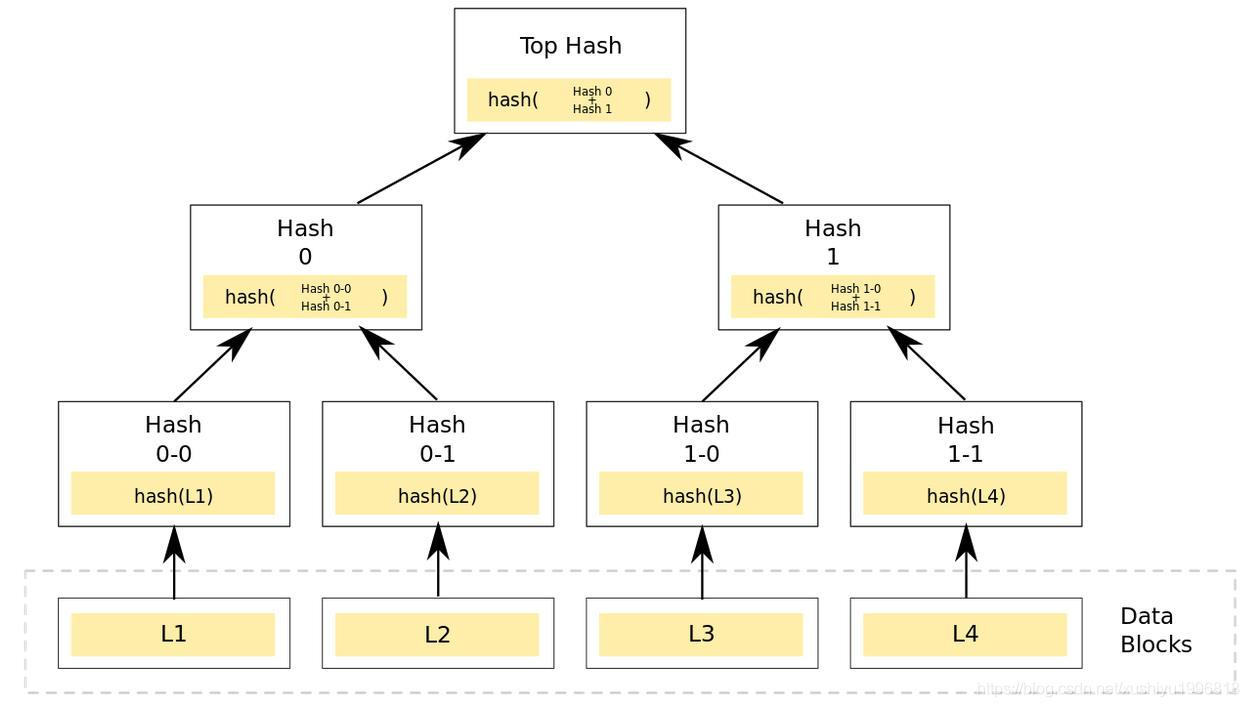 Top Hash
hash( Hash 0 + Hash 1 )
Hash
0
hash( Hash 0-0 + Hash 0-1 )
Hash
1
hash( Hash 1-0 + Hash 1-1 )
Hash
0-0
hash(L1)
Hash
0-1
hash(L2)
Hash
1-0
hash(L3)
Hash
1-1
hash(L4)
L1
L2
L3
L4
Data
Blocks